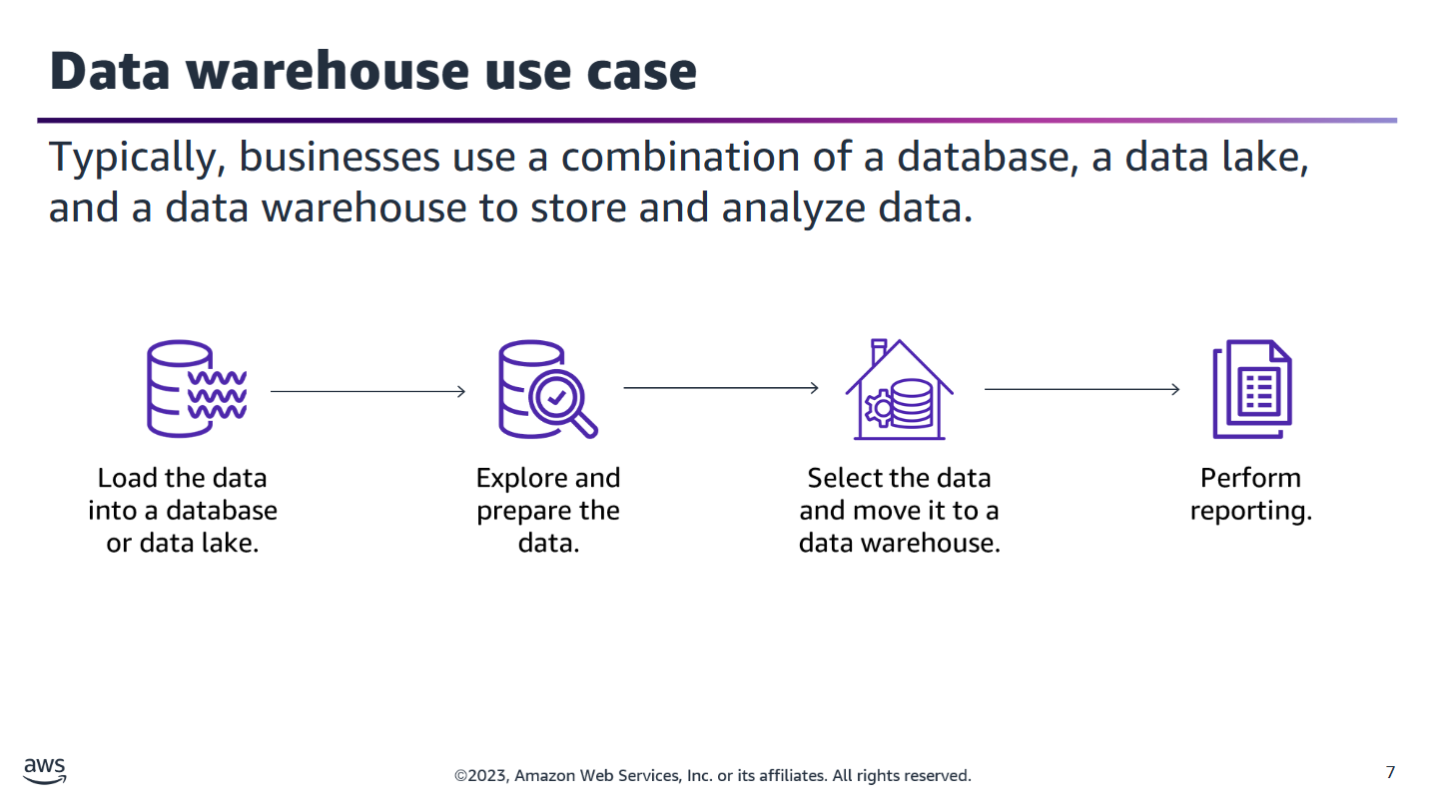 Data warehouse use case
Typically, businesses use a combination of a database, a data lake,
and a data warehouse to store and analyze data.
Load the data
into a database
or data lake.
Explore and
prepare the
data.
Select the data
and move it to a
data warehouse.
Perform
reporting.
aws
©2023, Amazon Web Services, Inc. or its affiliates. All rights reserved.
7